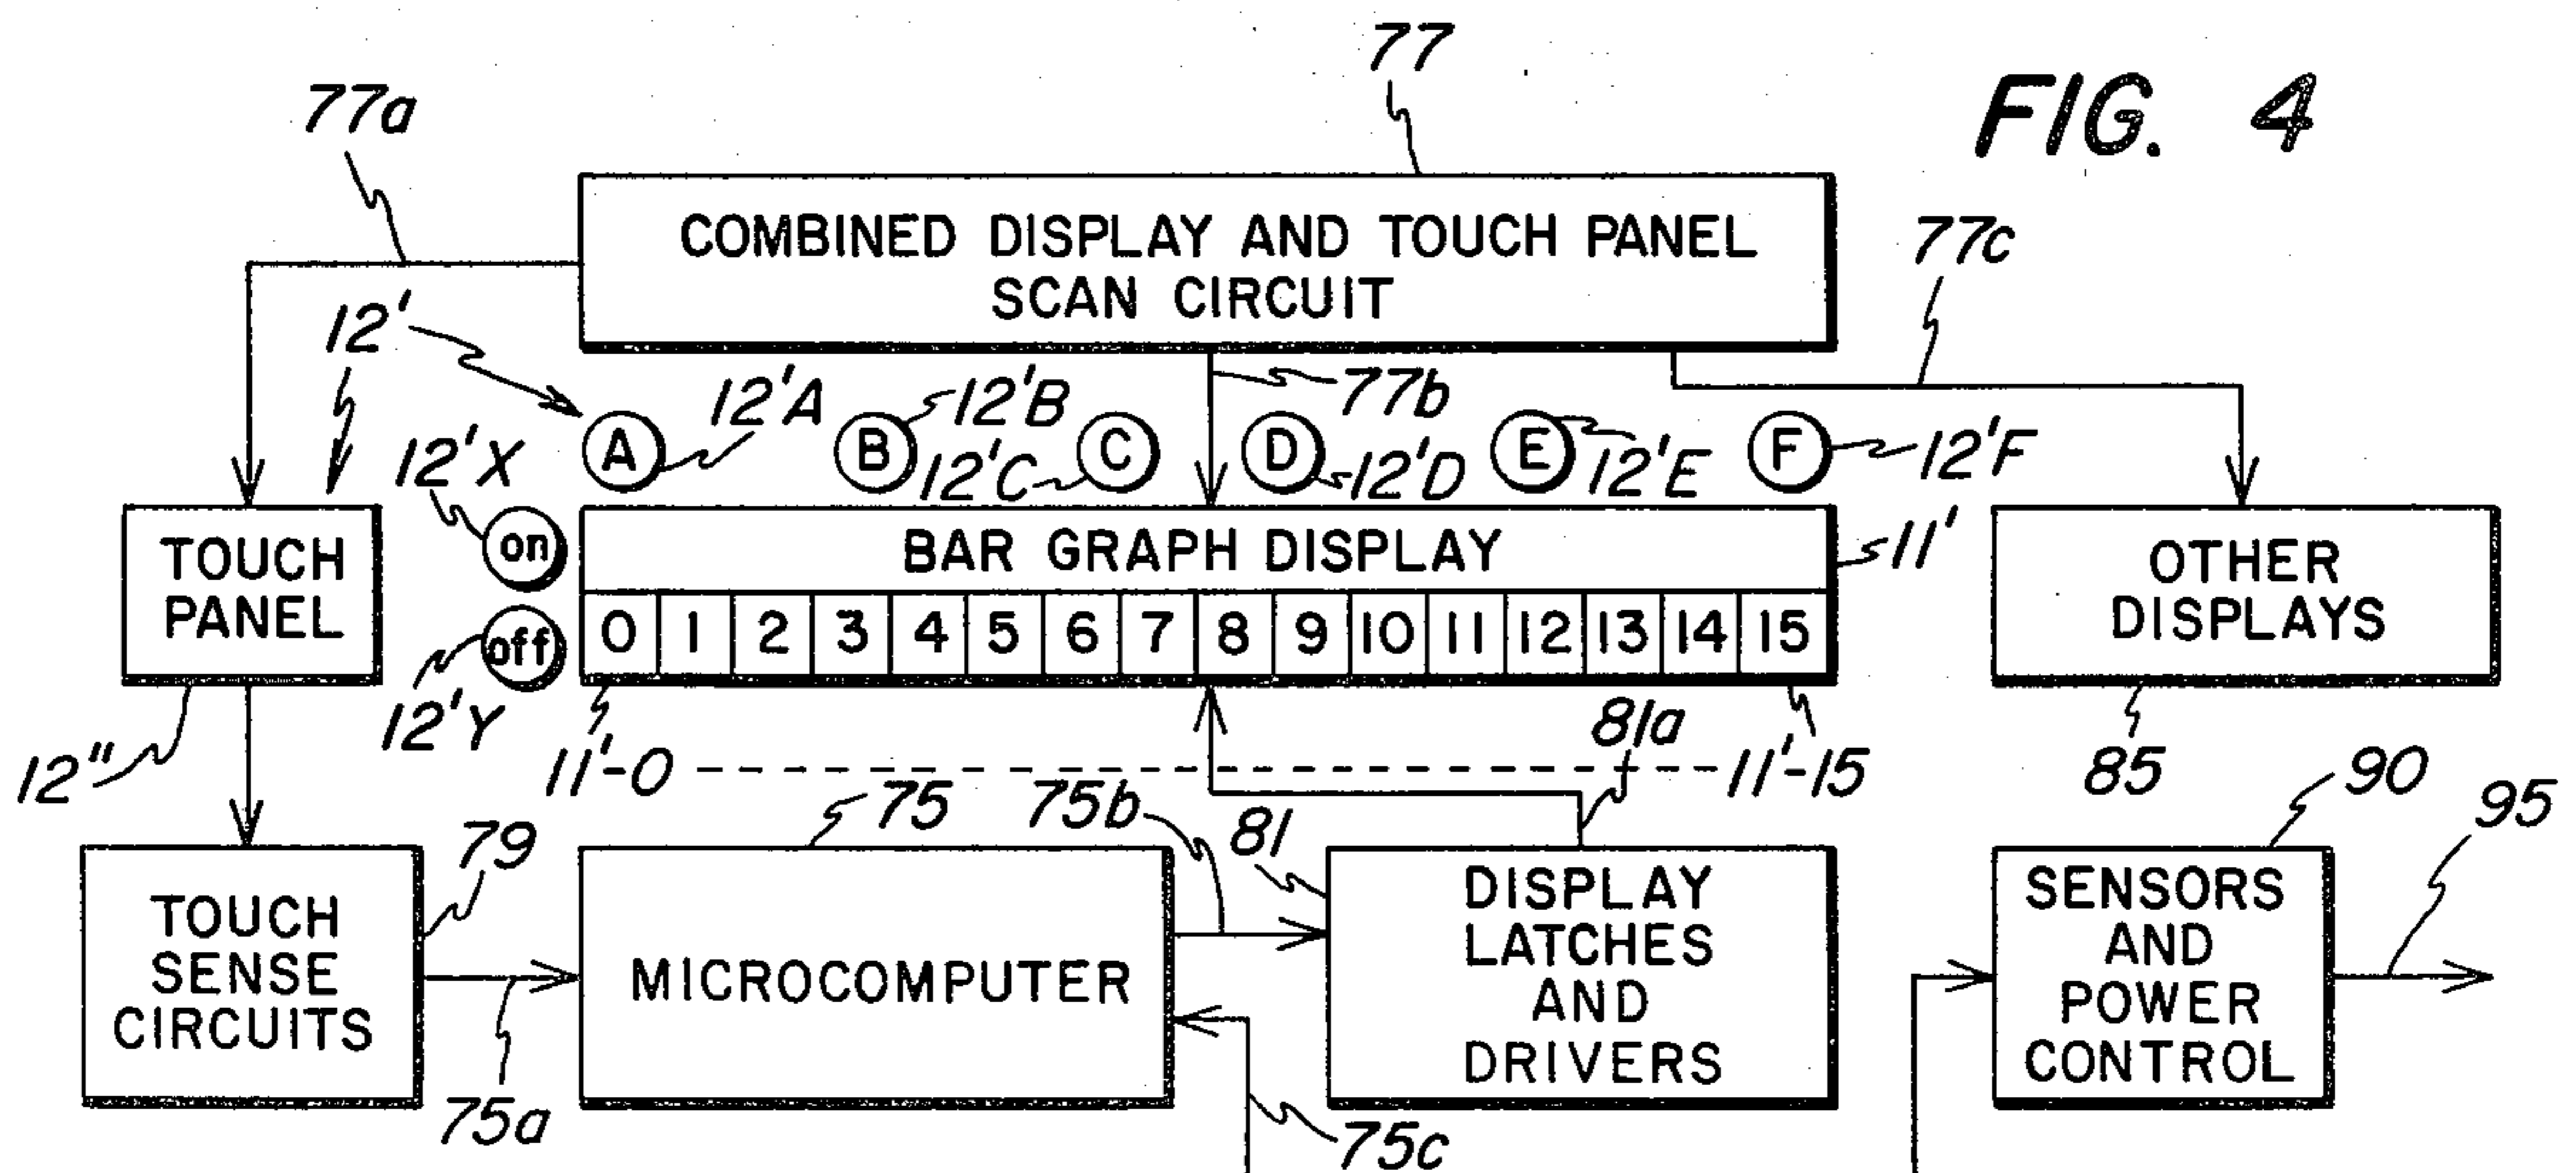 77
FIG. 4
77a
COMBINED DISPLAY AND TOUCH PANEL
SCAN CIRCUIT
77c
12'
12'A
12'B
77b
A
B
C
D
E
F
12'X
12'C
12'D
12'E
12'F
TOUCH
PANEL
on
off
BAR GRAPH DISPLAY
0 1 2 3 4 5 6 7 8 9 10 11 12 13 14 15
11'
OTHER
DISPLAYS
12"
12'Y
11'-0
81a
11'-15
85
90
95
79
75
75b
81
TOUCH
SENSE
CIRCUITS
MICROCOMPUTER
DISPLAY
LATCHES
AND
DRIVERS
SENSORS
AND
POWER
CONTROL
75a
75c